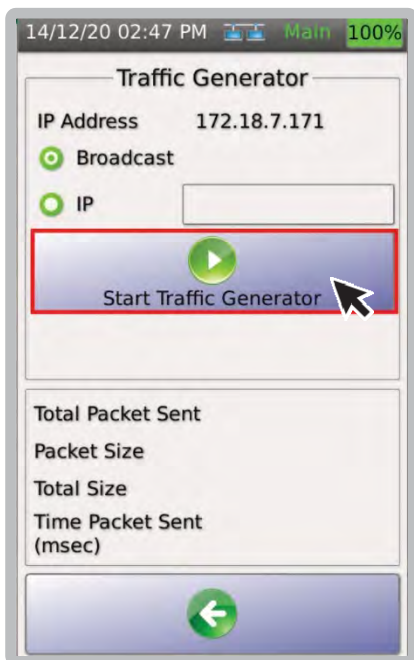 14/12/20 02:47 PM Main 100%
Traffic Generator
IP Address 172.18.7.171
Broadcast
IP
Start Traffic Generator
Total Packet Sent
Packet Size
Total Size
Time Packet Sent
(msec)